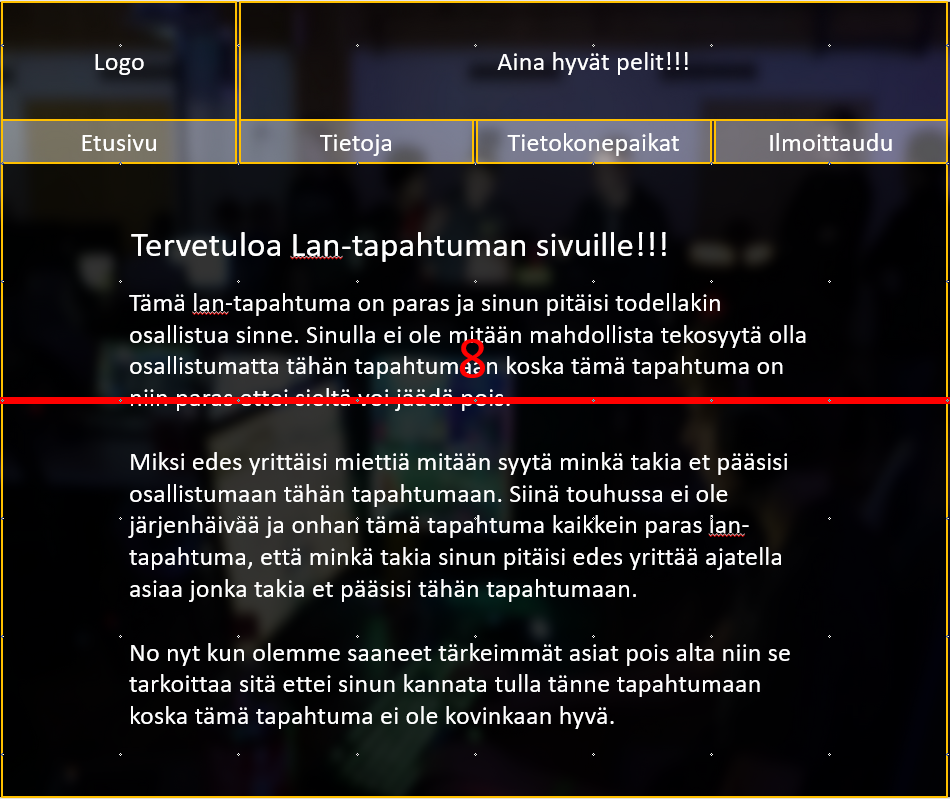 Logo
Aina hyvät pelit!!!
Etusivu
Tietoja
Tietokonepaikat
Ilmoittaudu
Tervetuloa Lan-tapahtuman sivuille!!!
Tämä lan-tapahtuma on paras ja sinun pitäisi todellakin
osallistua sinne. Sinulla ei ole mitään mahdollista tekosyytä olla
8
osallistumatta tähän tapahtumaan koska tämä tapahtuma on
niin paras ettei sieltä voi jäädä pois.
Miksi edes yrittäisi miettiä mitään syytä minkä takia et pääsisi
osallistumaan tähän tapahtumaan. Siinä touhussa ei ole
järjenhäivää ja onhan tämä tapahtuma kaikkein paras lan-
tapahtuma, että minkä takia sinun pitäisi edes yrittää ajatella
asiaa jonka takia et pääsisi tähän tapahtumaan.
No nyt kun olemme saaneet tärkeimmät asiat pois alta niin se
tarkoittaa sitä ettei sinun kannata tulla tänne tapahtumaan
koska tämä tapahtuma ei ole kovinkaan hyvä.